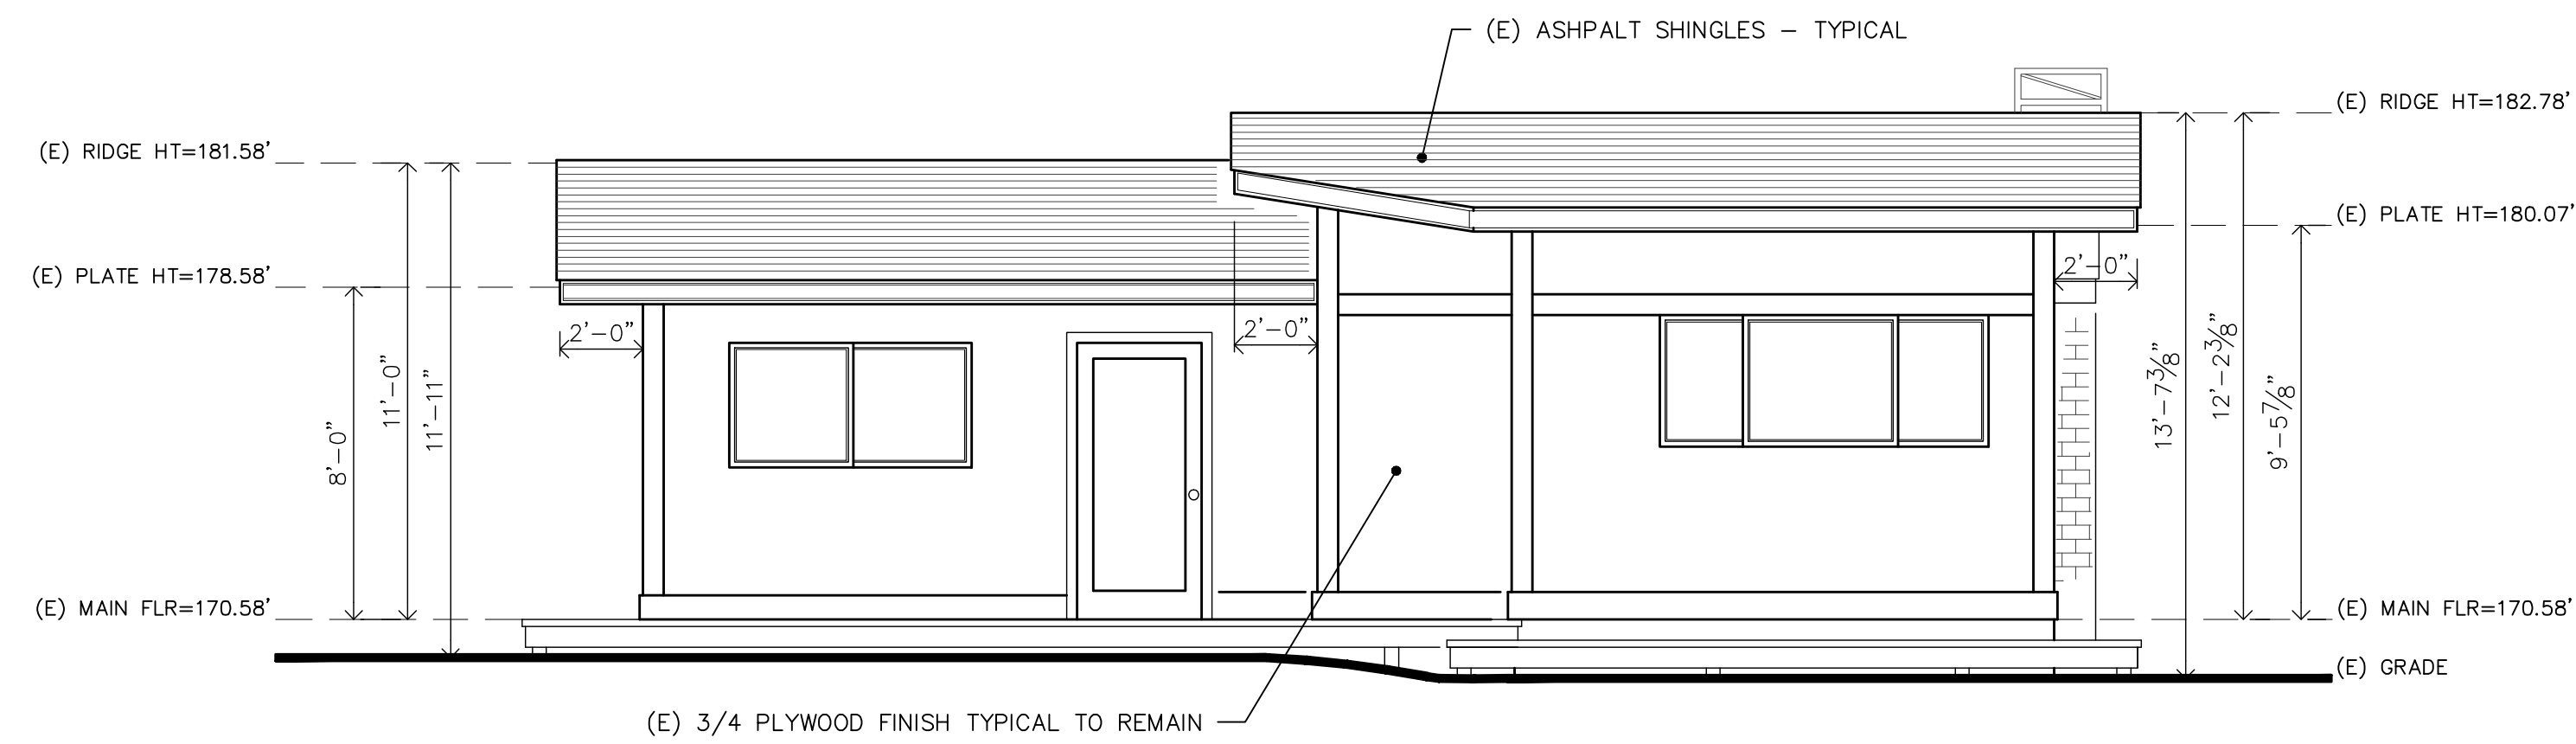 (E) ASHPALT SHINGLES – TYPICAL
(E) RIDGE HT=182.78'
(E) RIDGE HT=181.58'
(E) PLATE HT=180.07'
(E) PLATE HT=178.58'
2'-0"
2'-0"
2'-0"
8'-0"
11'-0"
11'-11"
13'-7 3/8"
12'-2 3/8"
9'-5 7/8"
(E) MAIN FLR=170.58'
(E) MAIN FLR=170.58'
(E) GRADE
(E) 3/4 PLYWOOD FINISH TYPICAL TO REMAIN